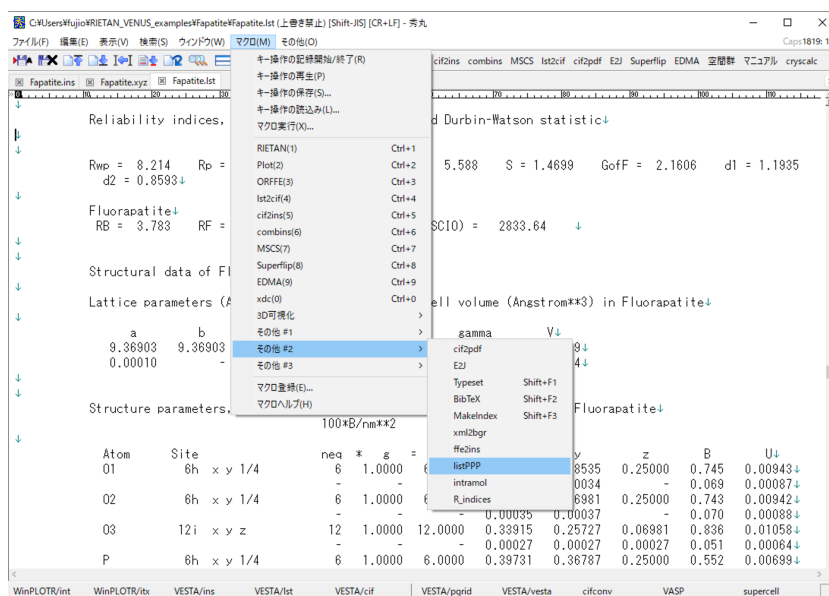 C:¥Users¥fujio¥RIETAN_VENUS_examples¥Fapatite¥Fapatite.lst (上書き禁止) [Shift-JIS] [CR+LF] - 秀丸
ファイル(F) 編集(E) 表示(V) 検索(S) ウィンドウ(W) マクロ(M) その他(O)
Caps1819: 1
cif2ins combins MSCS lst2cif cif2pdf E2J Superflip EDMA 空間群 マニュアル cryscalc
Fapatite.ins Fapatite.xyz Fapatite.lst
0 10 20 30 70 80 90 100 110
キー操作の記録開始/終了(R)
キー操作の再生(P)
キー操作の保存(S)...
キー操作の読込み(L)...
マクロ実行(X)...
RIETAN(1) Ctrl+1
Plot(2) Ctrl+2
ORFFE(3) Ctrl+3
lst2cif(4) Ctrl+4
cif2ins(5) Ctrl+5
combins(6) Ctrl+6
MSCS(7) Ctrl+7
Superflip(8) Ctrl+8
EDMA(9) Ctrl+9
xdc(0) Ctrl+0
3D可視化 >
その他 #1 >
その他 #2 >
その他 #3 >
マクロ登録(E)...
マクロヘルプ(H)
cif2pdf
E2J
Typeset Shift+F1
BibTeX Shift+F2
MakeIndex Shift+F3
xml2bgr
ffe2ins
listPPP
intramol
R_indices
Reliability indices, d Durbin-Watson statistic↓
Rwp = 8.214 Rp = 5.588 S = 1.4699 GofF = 2.1606 d1 = 1.1935
d2 = 0.8593↓
Fluorapatite↓
RB = 3.783 RF = SCIO) = 2833.64 ↓
Structural data of Fl
Lattice parameters (A ell volume (Angstrom**3) in Fluorapatite↓
a b gamma V↓
9.36903 9.36903 9↓
0.00010 - 4↓
Structure parameters, Fluorapatite↓
100*B/nm**2
Atom Site neq * g = y z B U↓
O1 6h x y 1/4 6 1.0000 8535 0.25000 0.745 0.00943↓
- - 0034 - 0.069 0.00087↓
O2 6h x y 1/4 6 1.0000 6981 0.25000 0.743 0.00942↓
- - - 0.00035 0.00037 - 0.070 0.00088↓
O3 12i x y z 12 1.0000 12.0000 0.33915 0.25727 0.06981 0.836 0.01058↓
- - - 0.00027 0.00027 0.00027 0.051 0.00064↓
P 6h x y 1/4 6 1.0000 6.0000 0.39731 0.36787 0.25000 0.552 0.00699↓
WinPLOTR/int WinPLOTR/itx VESTA/ins VESTA/lst VESTA/cif VESTA/pgrid VESTA/vesta cifconv VASP supercell